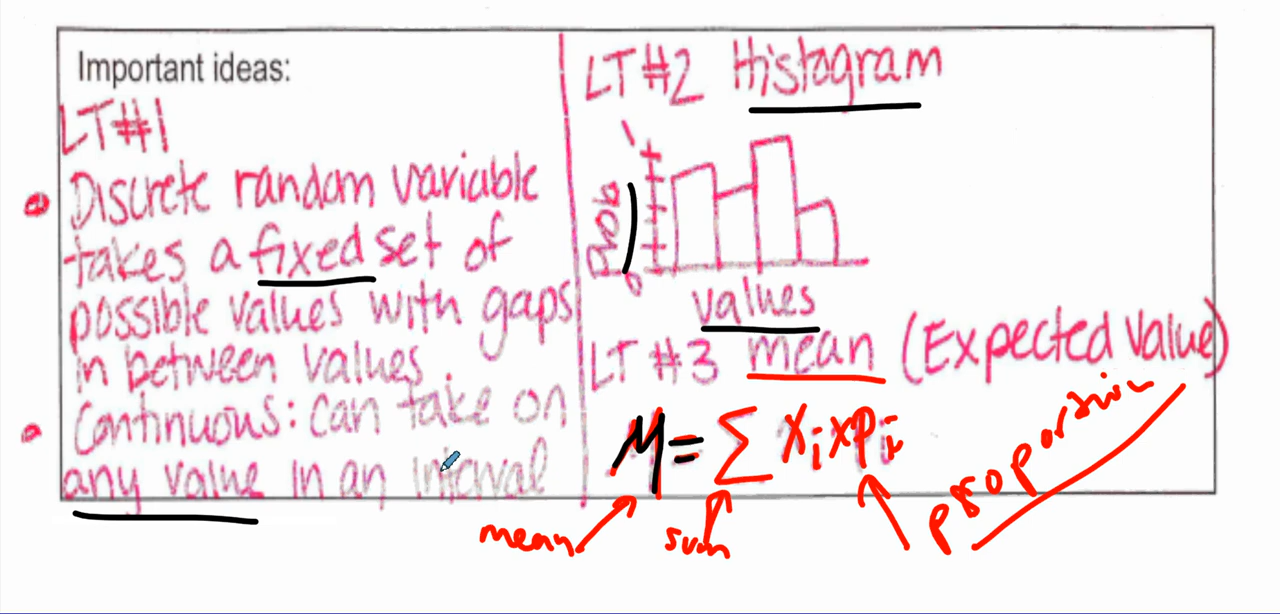 Important ideas:
LT#1
Discrete random variable
takes a fixed set of
possible values with gaps
in between values.
Continuous: can take on
any value in an interval
LT#2 Histogram
1
Prob
0
values
LT #3 mean (Expected Value)
μ = Σ xi x pi
mean
sum
proportion